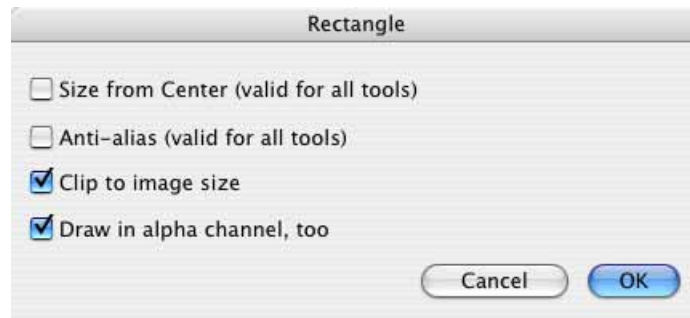 Rectangle
Size from Center (valid for all tools)
Anti-alias (valid for all tools)
Clip to image size
Draw in alpha channel, too
Cancel OK